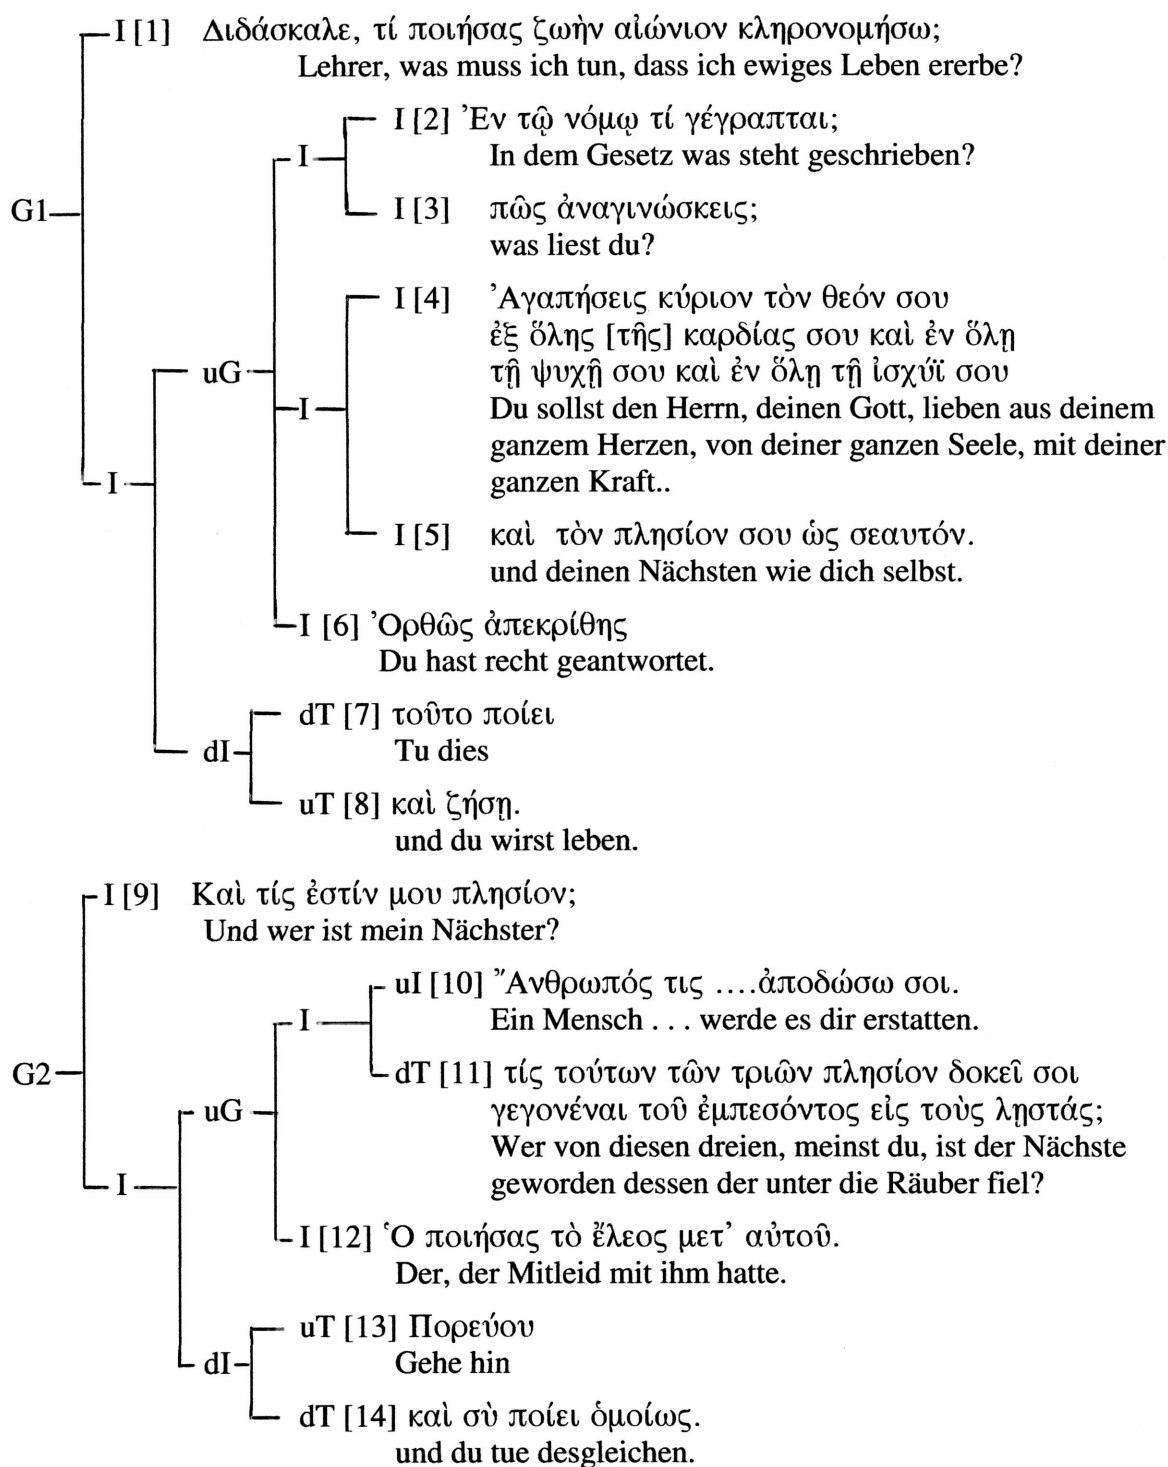 I [1] Διδάσκαλε, τί ποιήσας ζωὴν αἰώνιον κληρονομήσω;
Lehrer, was muss ich tun, dass ich ewiges Leben ererbe?
I [2] Ἐν τῷ νόμῳ τί γέγραπται;
In dem Gesetz was steht geschrieben?
I
G1
I [3] πῶς ἀναγινώσκεις;
was liest du?
I [4] Ἀγαπήσεις κύριον τὸν θεόν σου
ἐξ ὅλης [τῆς] καρδίας σου καὶ ἐν ὅλῃ
uG
τῇ ψυχῇ σου καὶ ἐν ὅλῃ τῇ ἰσχύϊ σου
I
Du sollst den Herrn, deinen Gott, lieben aus deinem
ganzem Herzen, von deiner ganzen Seele, mit deiner
I
ganzen Kraft..
I [5] καὶ τὸν πλησίον σου ὡς σεαυτόν.
und deinen Nächsten wie dich selbst.
I [6] Ὀρθῶς ἀπεκρίθης
Du hast recht geantwortet.
dT [7] τοῦτο ποίει
Tu dies
dI
uT [8] καὶ ζήσῃ.
und du wirst leben.
I [9] Καὶ τίς ἐστίν μου πλησίον;
Und wer ist mein Nächster?
uI [10] Ἄνθρωπός τις ....ἀποδώσω σοι.
Ein Mensch . . . werde es dir erstatten.
I
G2
dT [11] τίς τούτων τῶν τριῶν πλησίον δοκεῖ σοι
uG
γεγονέναι τοῦ ἐμπεσόντος εἰς τοὺς λῃστάς;
Wer von diesen dreien, meinst du, ist der Nächste
I
geworden dessen der unter die Räuber fiel?
I [12] Ὁ ποιήσας τὸ ἔλεος μετ’ αὐτοῦ.
Der, der Mitleid mit ihm hatte.
uT [13] Πορεύου
dI
Gehe hin
dT [14] καὶ σὺ ποίει ὁμοίως.
und du tue desgleichen.